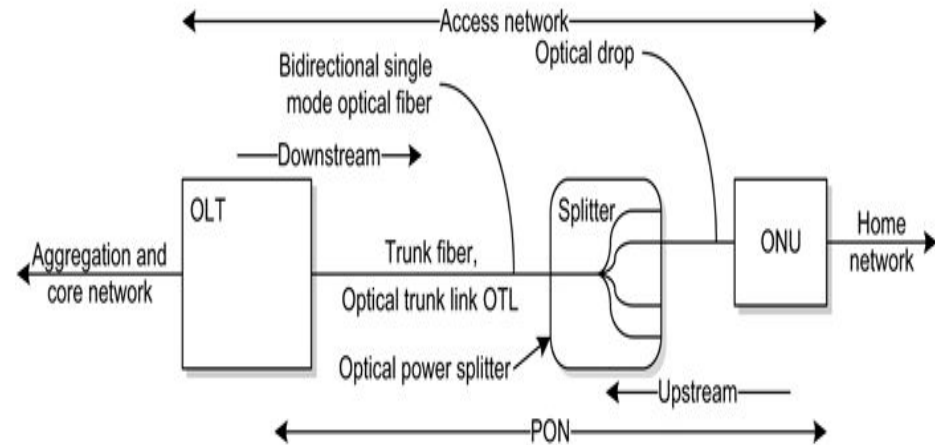 Access network
Bidirectional single
mode optical fiber
Optical drop
Downstream
OLT
Splitter
ONU
Home
network
Aggregation and
core network
Trunk fiber,
Optical trunk link OTL
Optical power splitter
Upstream
PON